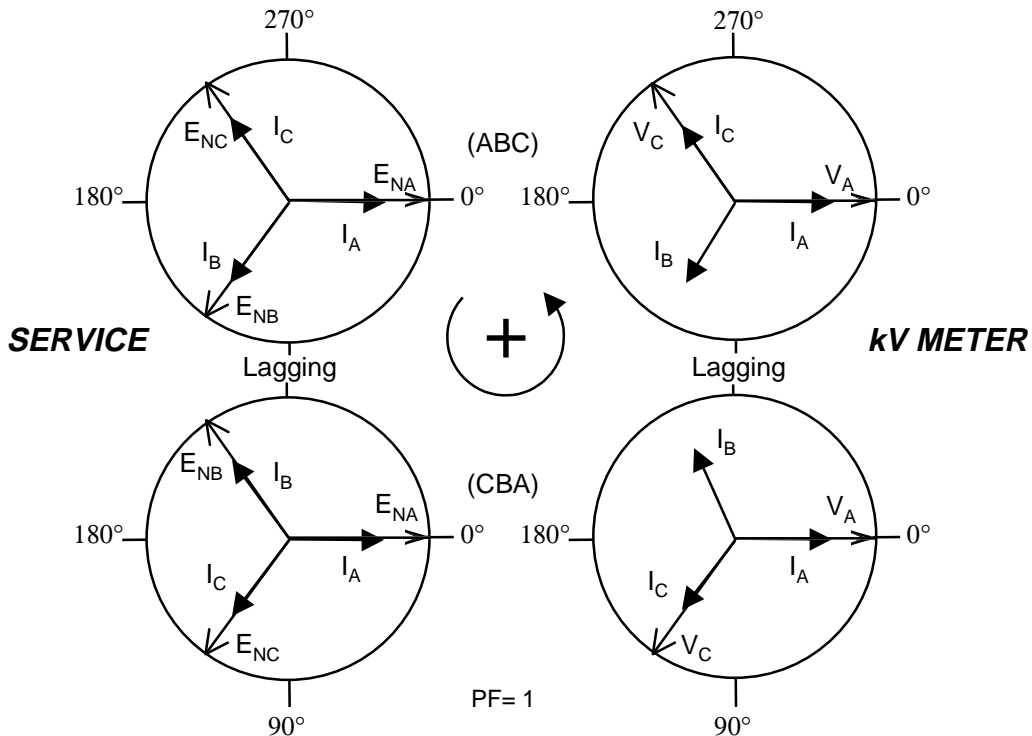 270° 270°
E_NC I_C (ABC) V_C I_C
E_NA V_A
180° 0° 180° 0°
I_A I_A
I_B I_B
E_NB
SERVICE + kV METER
Lagging Lagging
I_B
E_NB I_B (CBA)
E_NA V_A
180° 0° 180° 0°
I_C I_A I_C I_A
E_NC V_C
PF= 1
90° 90°